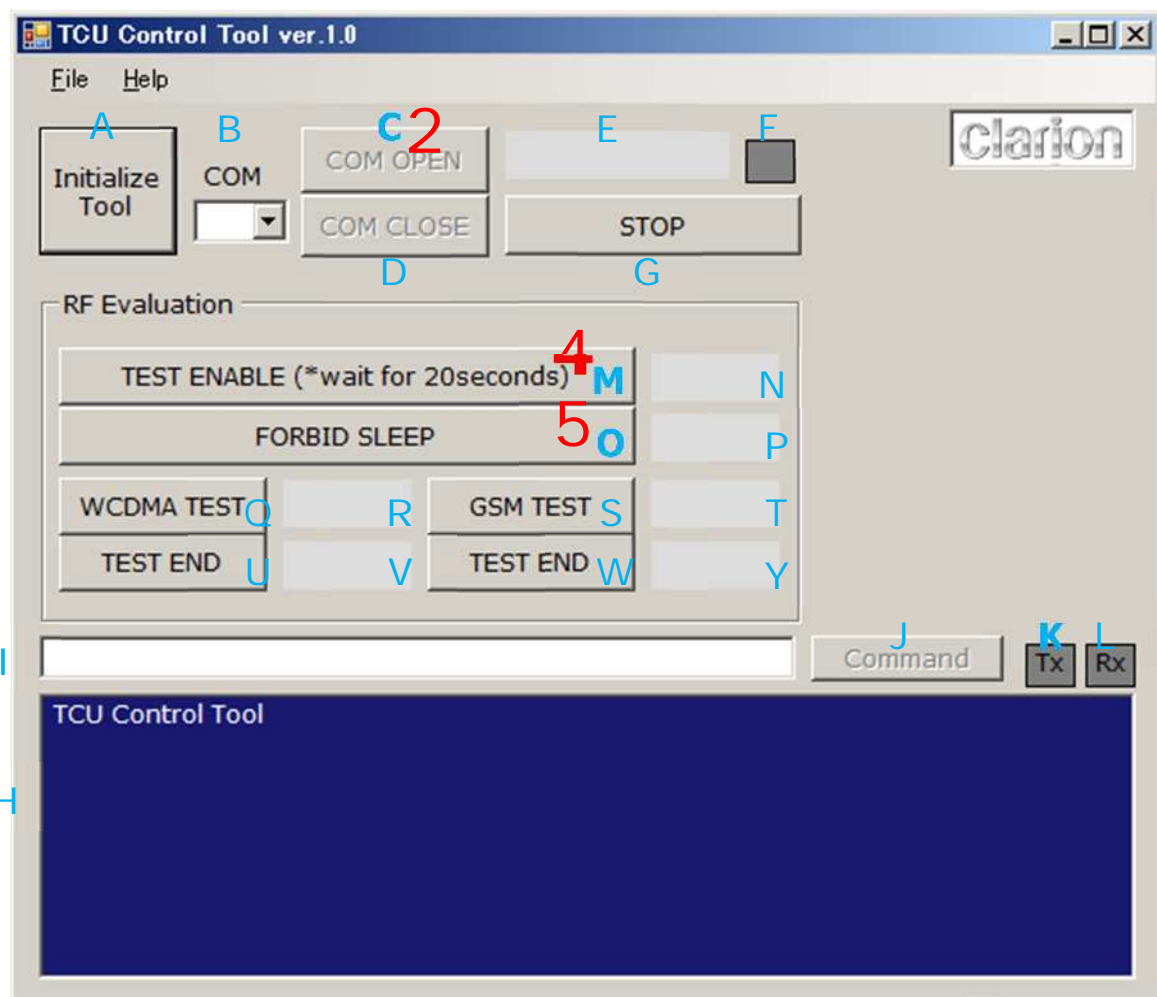 TCU Control Tool ver.1.0
File Help
A B C 2 E F
Initialize Tool
COM
COM OPEN
clarion
COM CLOSE
STOP
D G
RF Evaluation
TEST ENABLE (*wait for 20seconds) 4 M N
FORBID SLEEP 5 O P
WCDMA TEST Q R GSM TEST S T
TEST END U V TEST END W Y
I J K L
Command Tx Rx
TCU Control Tool
H